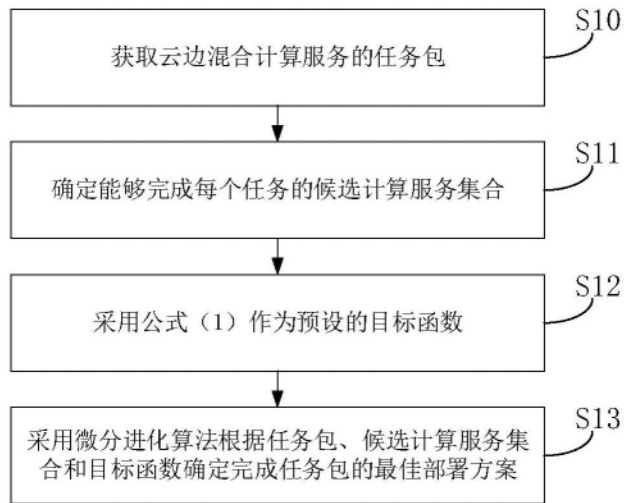 S10
获取云边混合计算服务的任务包
S11
确定能够完成每个任务的候选计算服务集合
S12
采用公式（1）作为预设的目标函数
S13
采用微分进化算法根据任务包、候选计算服务集
合和目标函数确定完成任务包的最佳部署方案